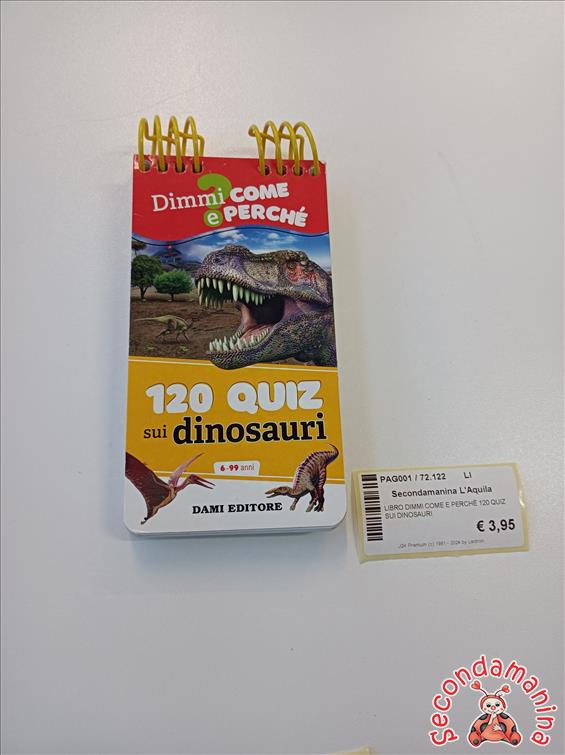 Dimmi COME
e PERCHÉ
?
120 QUIZ
sui dinosauri
6-99 anni
DAMI EDITORE
PAG001 / 72.122 LI
Secondamanina L'Aquila
LIBRO DIMMI COME E PERCHÈ 120 QUIZ
SUI DINOSAURI
€ 3,95
Secondamanina